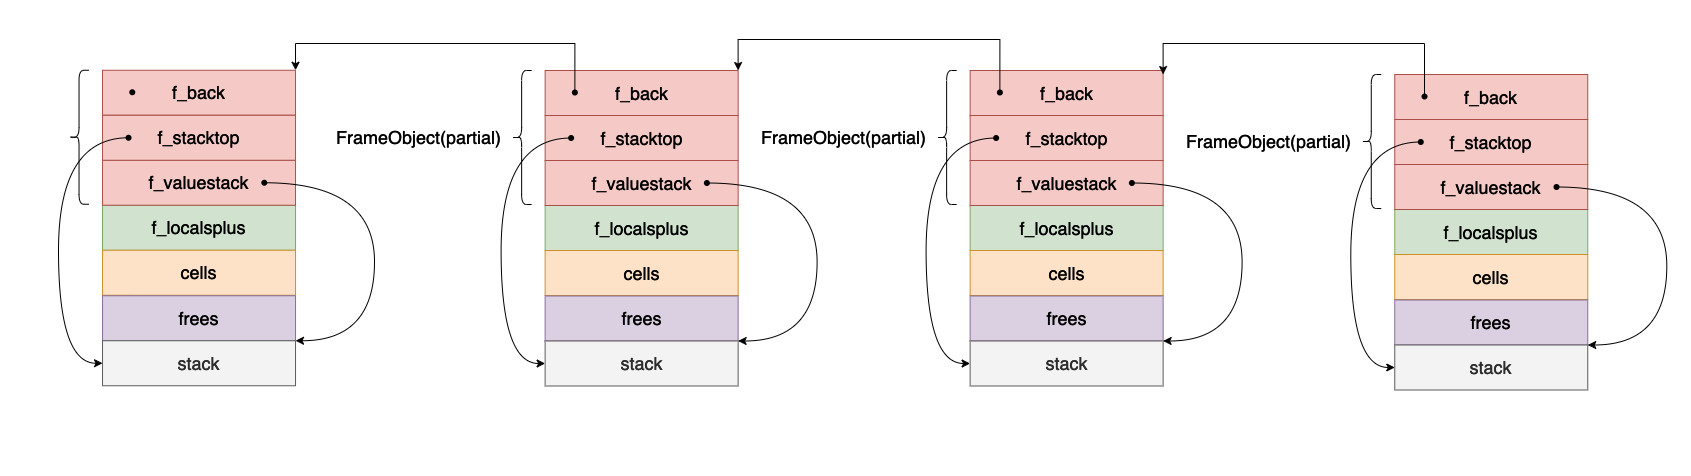 f_back
f_stacktop
f_valuestack
f_localsplus
cells
frees
stack
FrameObject(partial)
f_back
f_stacktop
f_valuestack
f_localsplus
cells
frees
stack
FrameObject(partial)
f_back
f_stacktop
f_valuestack
f_localsplus
cells
frees
stack
FrameObject(partial)
f_back
f_stacktop
f_valuestack
f_localsplus
cells
frees
stack